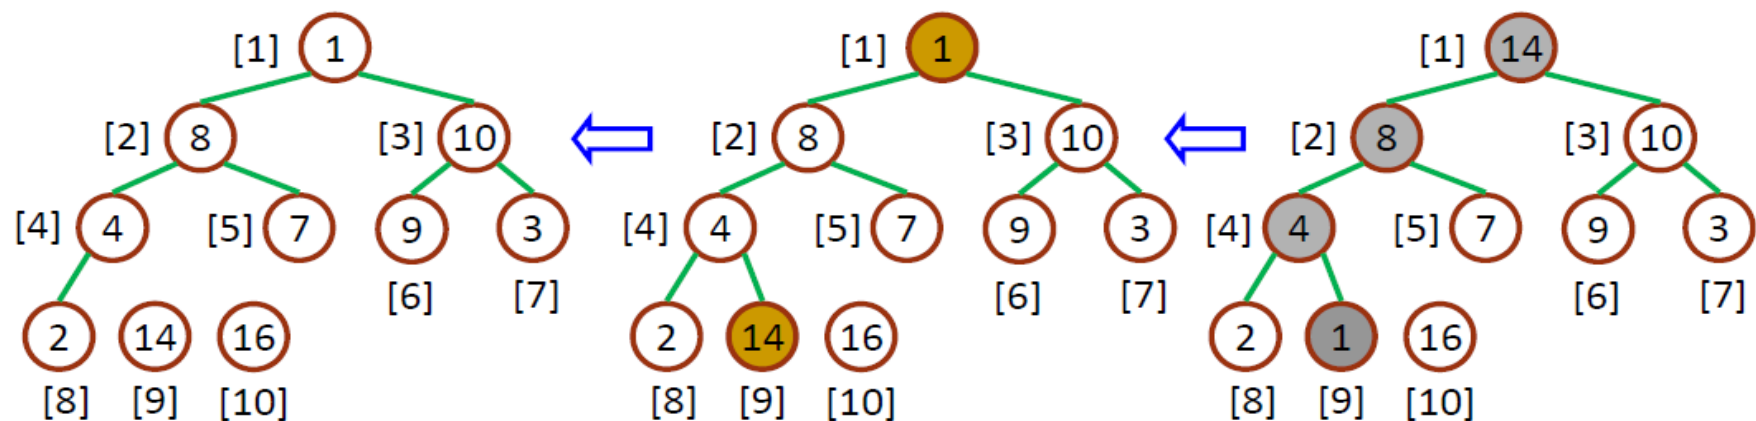 [1] 1 [1] 1 [1] 14
[2] 8 [3] 10 [2] 8 [3] 10 [2] 8 [3] 10
[4] 4 [5] 7 9 3 [4] 4 [5] 7 9 3 [4] 4 [5] 7 9 3
[6] [7] [6] [7] [6] [7]
2 14 16 2 14 16 2 1 16
[8] [9] [10] [8] [9] [10] [8] [9] [10]